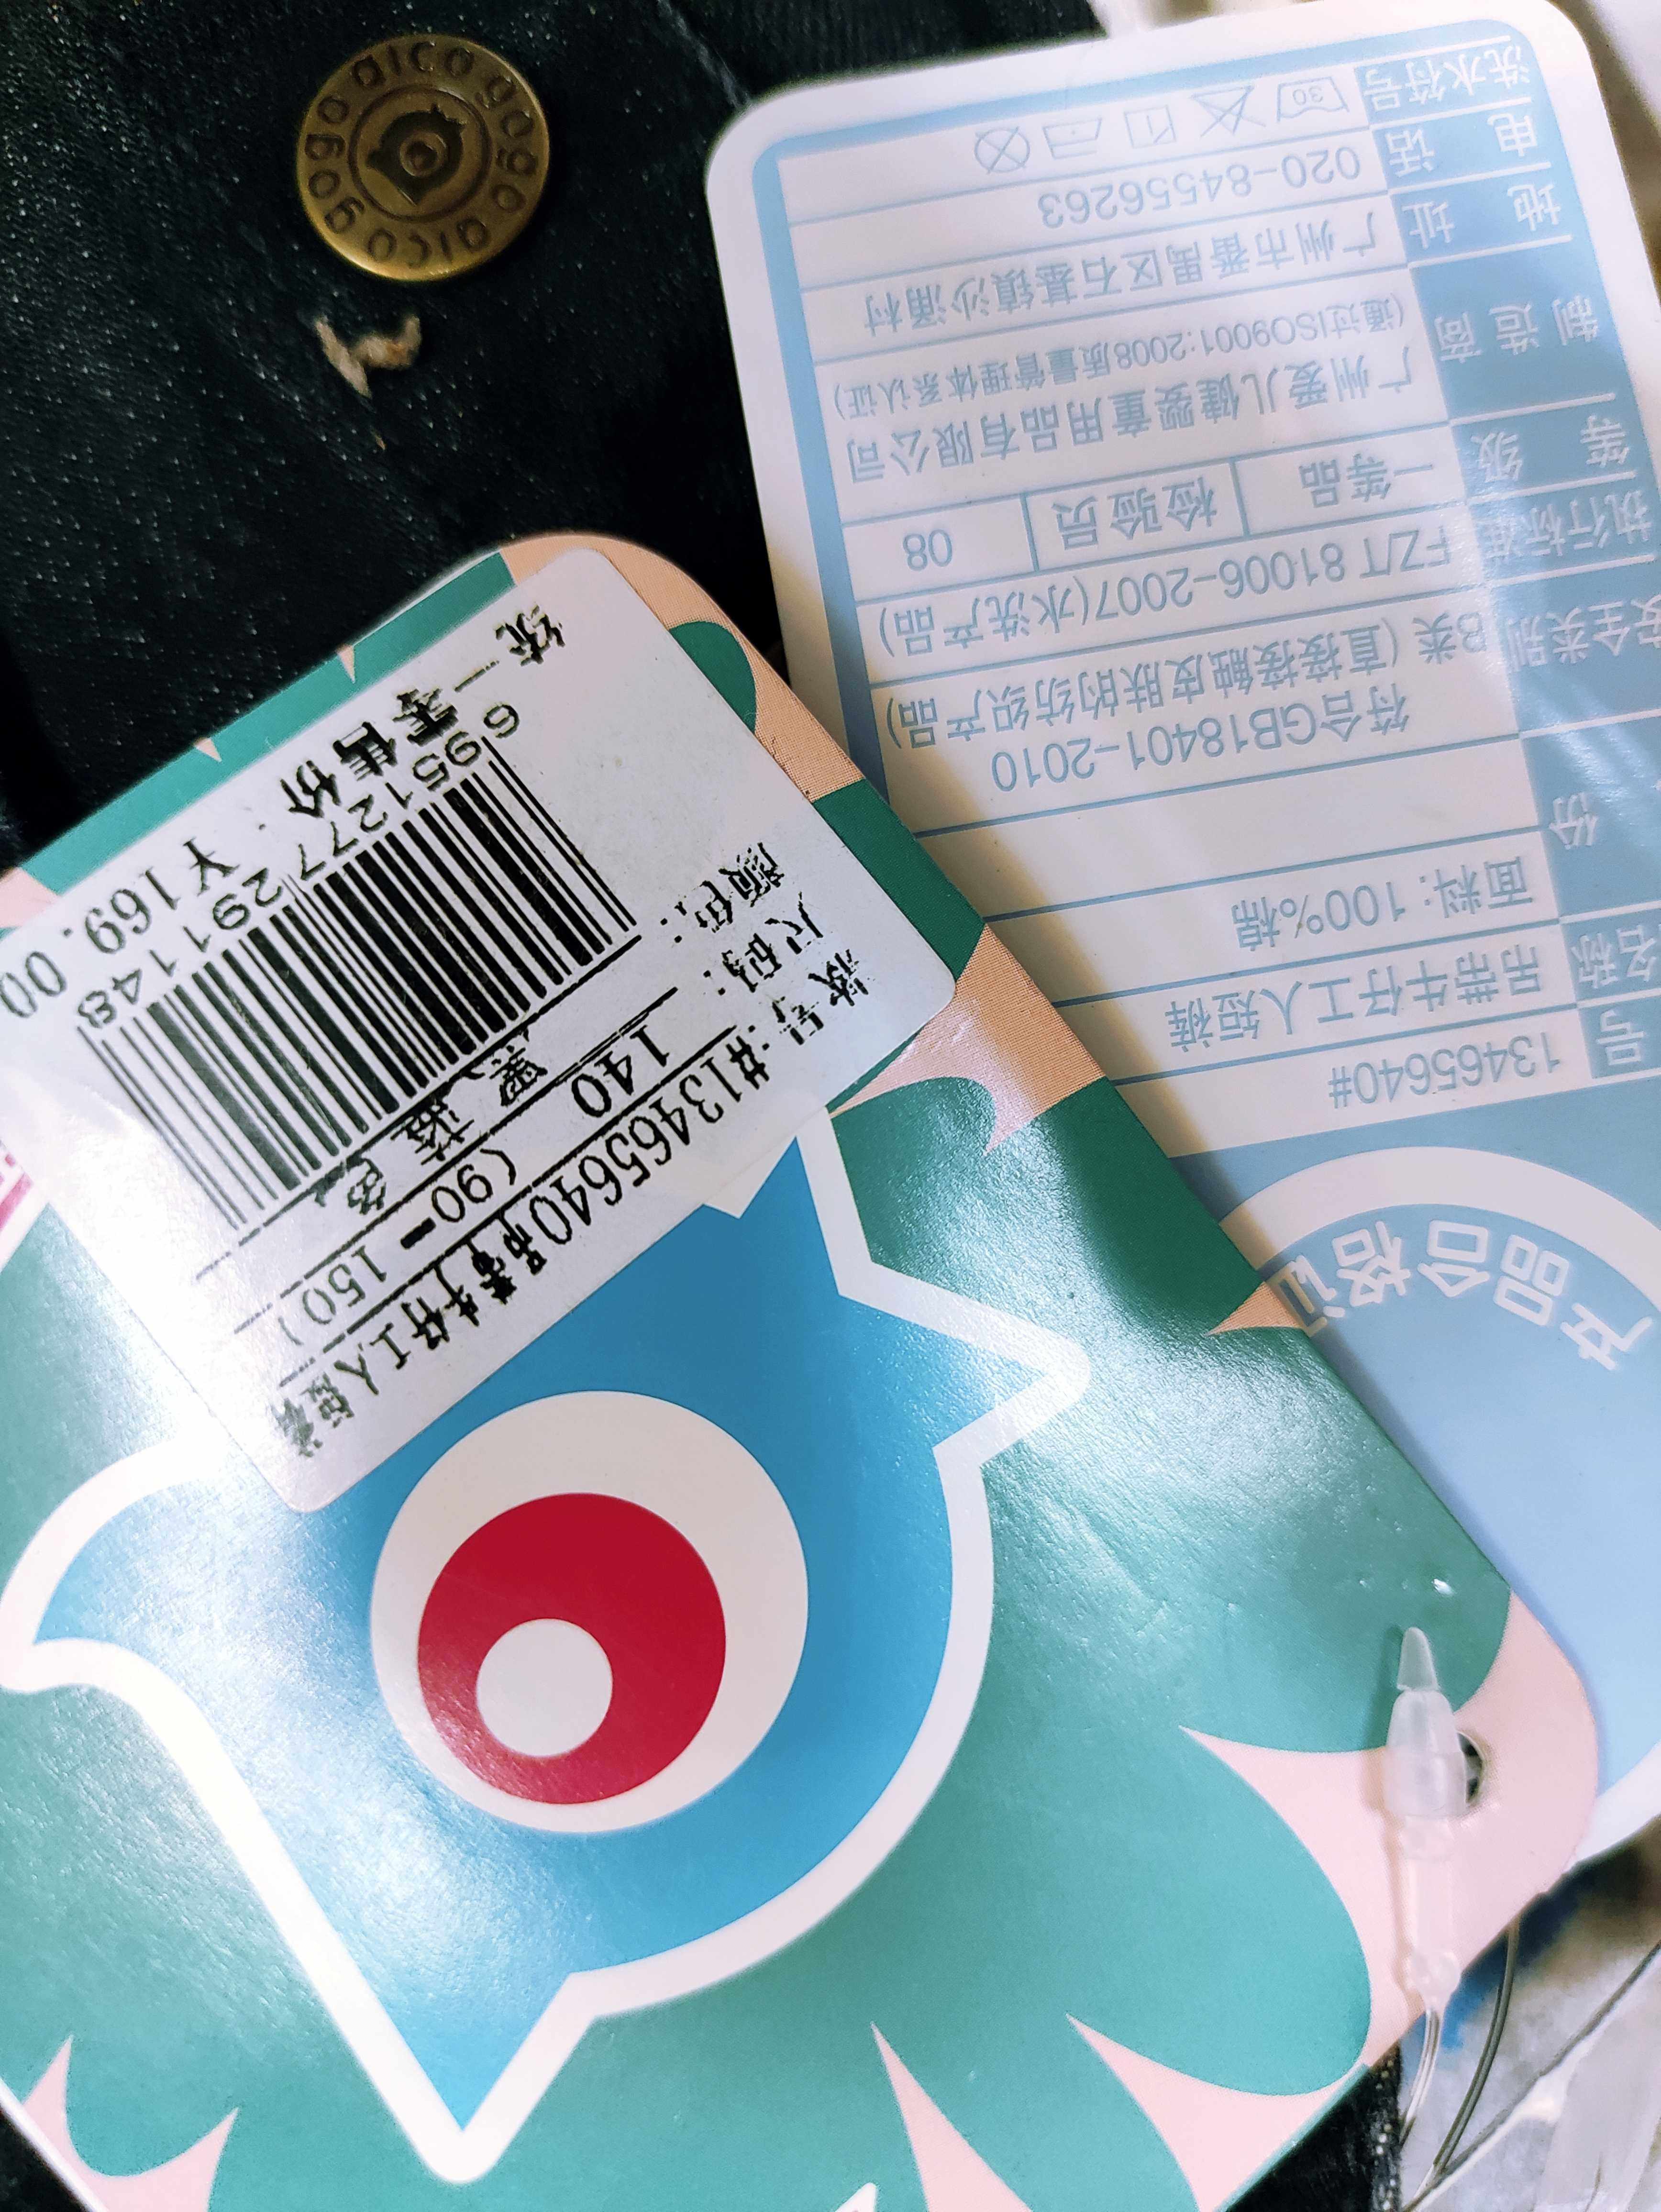 gogo aico gogo aico
产品合格证
号 13465640#
名称 吊带牛仔工人短裤
份 面料：100%棉
安全类别 符合GB18401-2010
B类（直接接触皮肤的纺织产品）
执行标准 FZ/T 81006-2007(水洗产品)
等级 一等品 检验员 08
制造商 广州爱儿健婴童用品有限公司
(通过ISO9001:2008质量管理体系认证)
地址 广州市番禺区石基镇沙涌村
电话 020-84556263
洗水符号 30
款号：#13465640吊带牛仔工人短裤
尺码： 140 (90-150)
颜色： 黑蓝色
6951277291148
统一零售价：￥169.00